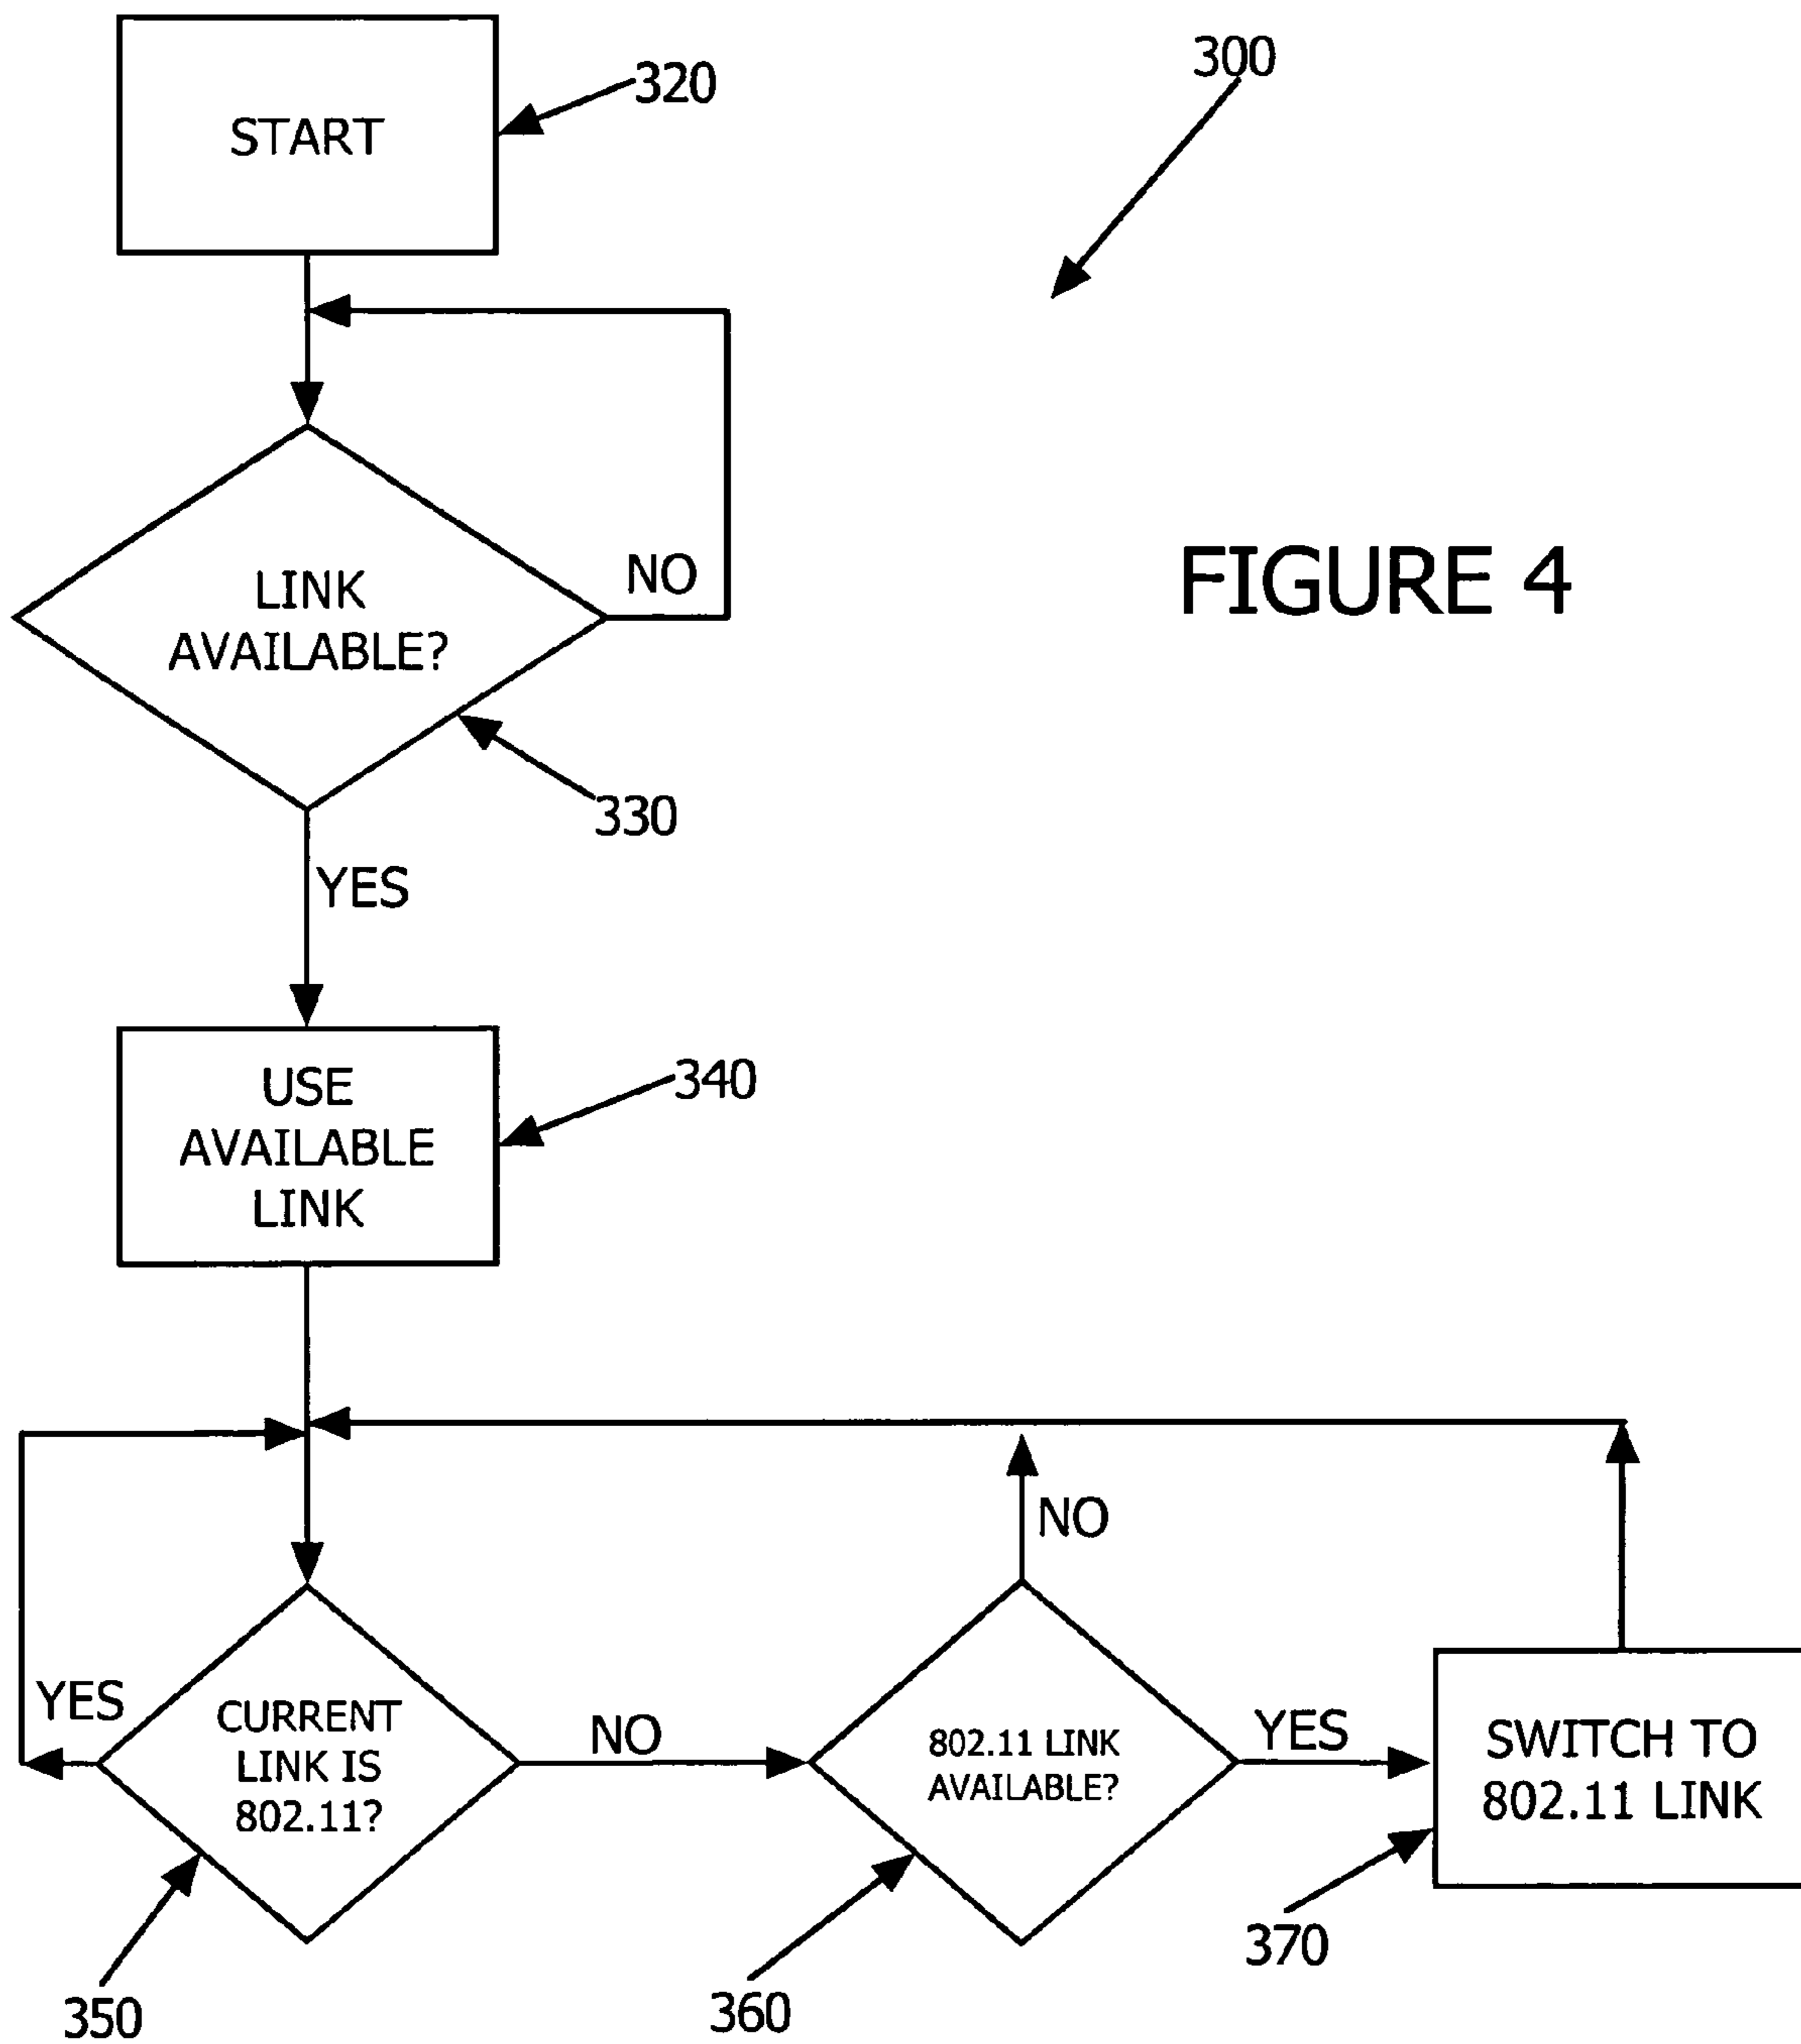 START
320
300
LINK
AVAILABLE?
NO
FIGURE 4
330
YES
USE
AVAILABLE
LINK
340
NO
YES
CURRENT
LINK IS
802.11?
NO
802.11 LINK
AVAILABLE?
YES
SWITCH TO
802.11 LINK
350
360
370